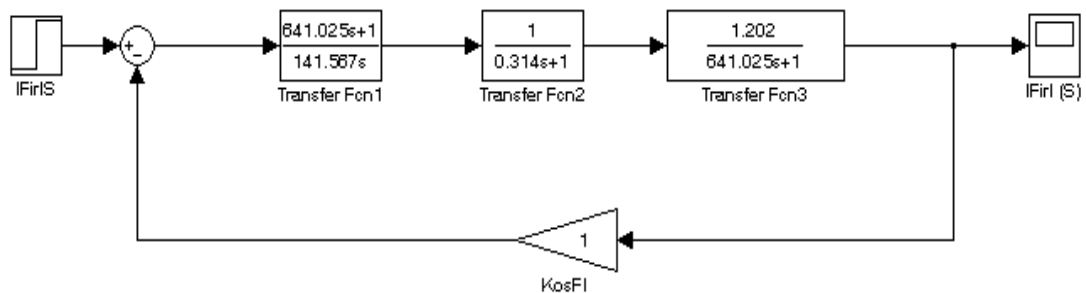 641.025s+1
141.567s
1
0.314s+1
1.202
641.025s+1
IFirIS
Transfer Fcn1
Transfer Fcn2
Transfer Fcn3
IFirI (S)
1
KosFI